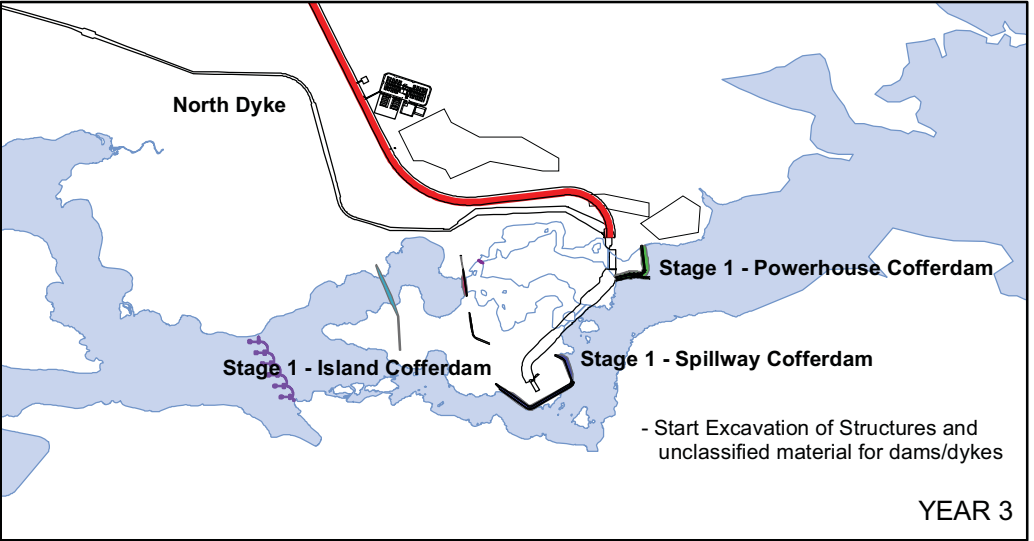 North Dyke
Stage 1 - Powerhouse Cofferdam
Stage 1 - Island Cofferdam
Stage 1 - Spillway Cofferdam
- Start Excavation of Structures and
unclassified material for dams/dykes
YEAR 3